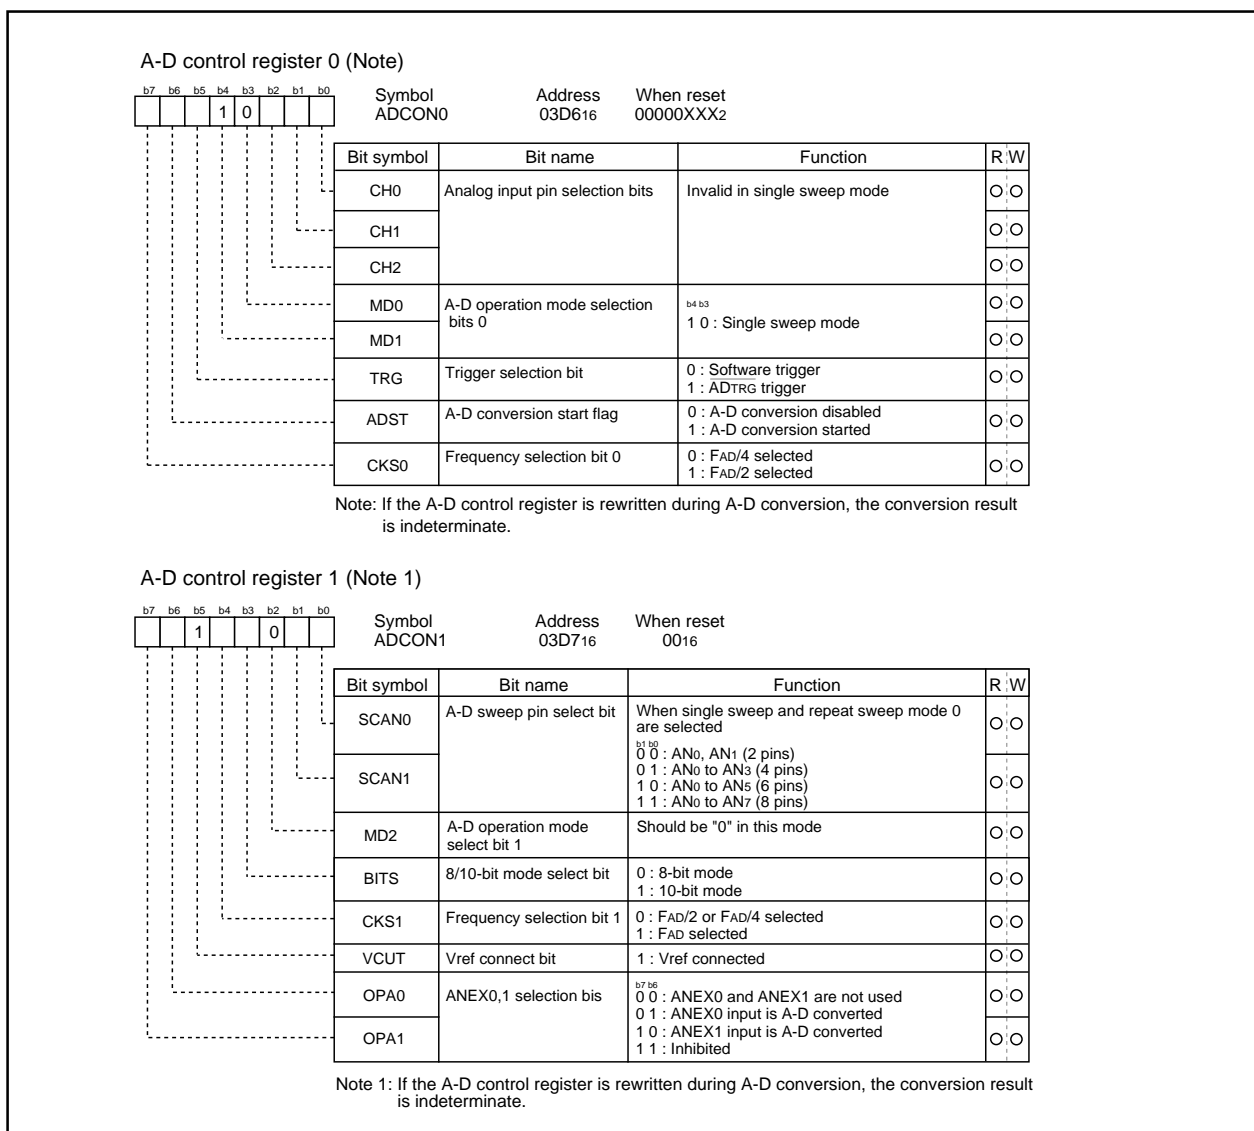 A-D control register 0 (Note)
b7 b6 b5 b4 b3 b2 b1 b0
1 0
Symbol Address When reset
ADCON0 03D616 00000XXX2
Bit symbol Bit name Function R W
CH0 Analog input pin selection bits Invalid in single sweep mode
CH1
CH2
MD0 A-D operation mode selection
bits 0
b4 b3
1 0 : Single sweep mode
MD1
TRG Trigger selection bit 0 : Software trigger
1 : ADTRG trigger
ADST A-D conversion start flag 0 : A-D conversion disabled
1 : A-D conversion started
CKS0 Frequency selection bit 0 0 : FAD/4 selected
1 : FAD/2 selected
Note: If the A-D control register is rewritten during A-D conversion, the conversion result
is indeterminate.
A-D control register 1 (Note 1)
b7 b6 b5 b4 b3 b2 b1 b0
1 0
Symbol Address When reset
ADCON1 03D716 0016
Bit symbol Bit name Function R W
SCAN0 A-D sweep pin select bit When single sweep and repeat sweep mode 0
are selected
b1 b0
0 0 : AN0, AN1 (2 pins)
0 1 : AN0 to AN3 (4 pins)
SCAN1
1 0 : AN0 to AN5 (6 pins)
1 1 : AN0 to AN7 (8 pins)
MD2 A-D operation mode
select bit 1
Should be "0" in this mode
BITS 8/10-bit mode select bit 0 : 8-bit mode
1 : 10-bit mode
CKS1 Frequency selection bit 1 0 : FAD/2 or FAD/4 selected
1 : FAD selected
VCUT Vref connect bit 1 : Vref connected
OPA0 ANEX0,1 selection bis
b7 b6
0 0 : ANEX0 and ANEX1 are not used
0 1 : ANEX0 input is A-D converted
OPA1
1 0 : ANEX1 input is A-D converted
1 1 : Inhibited
Note 1: If the A-D control register is rewritten during A-D conversion, the conversion result
is indeterminate.